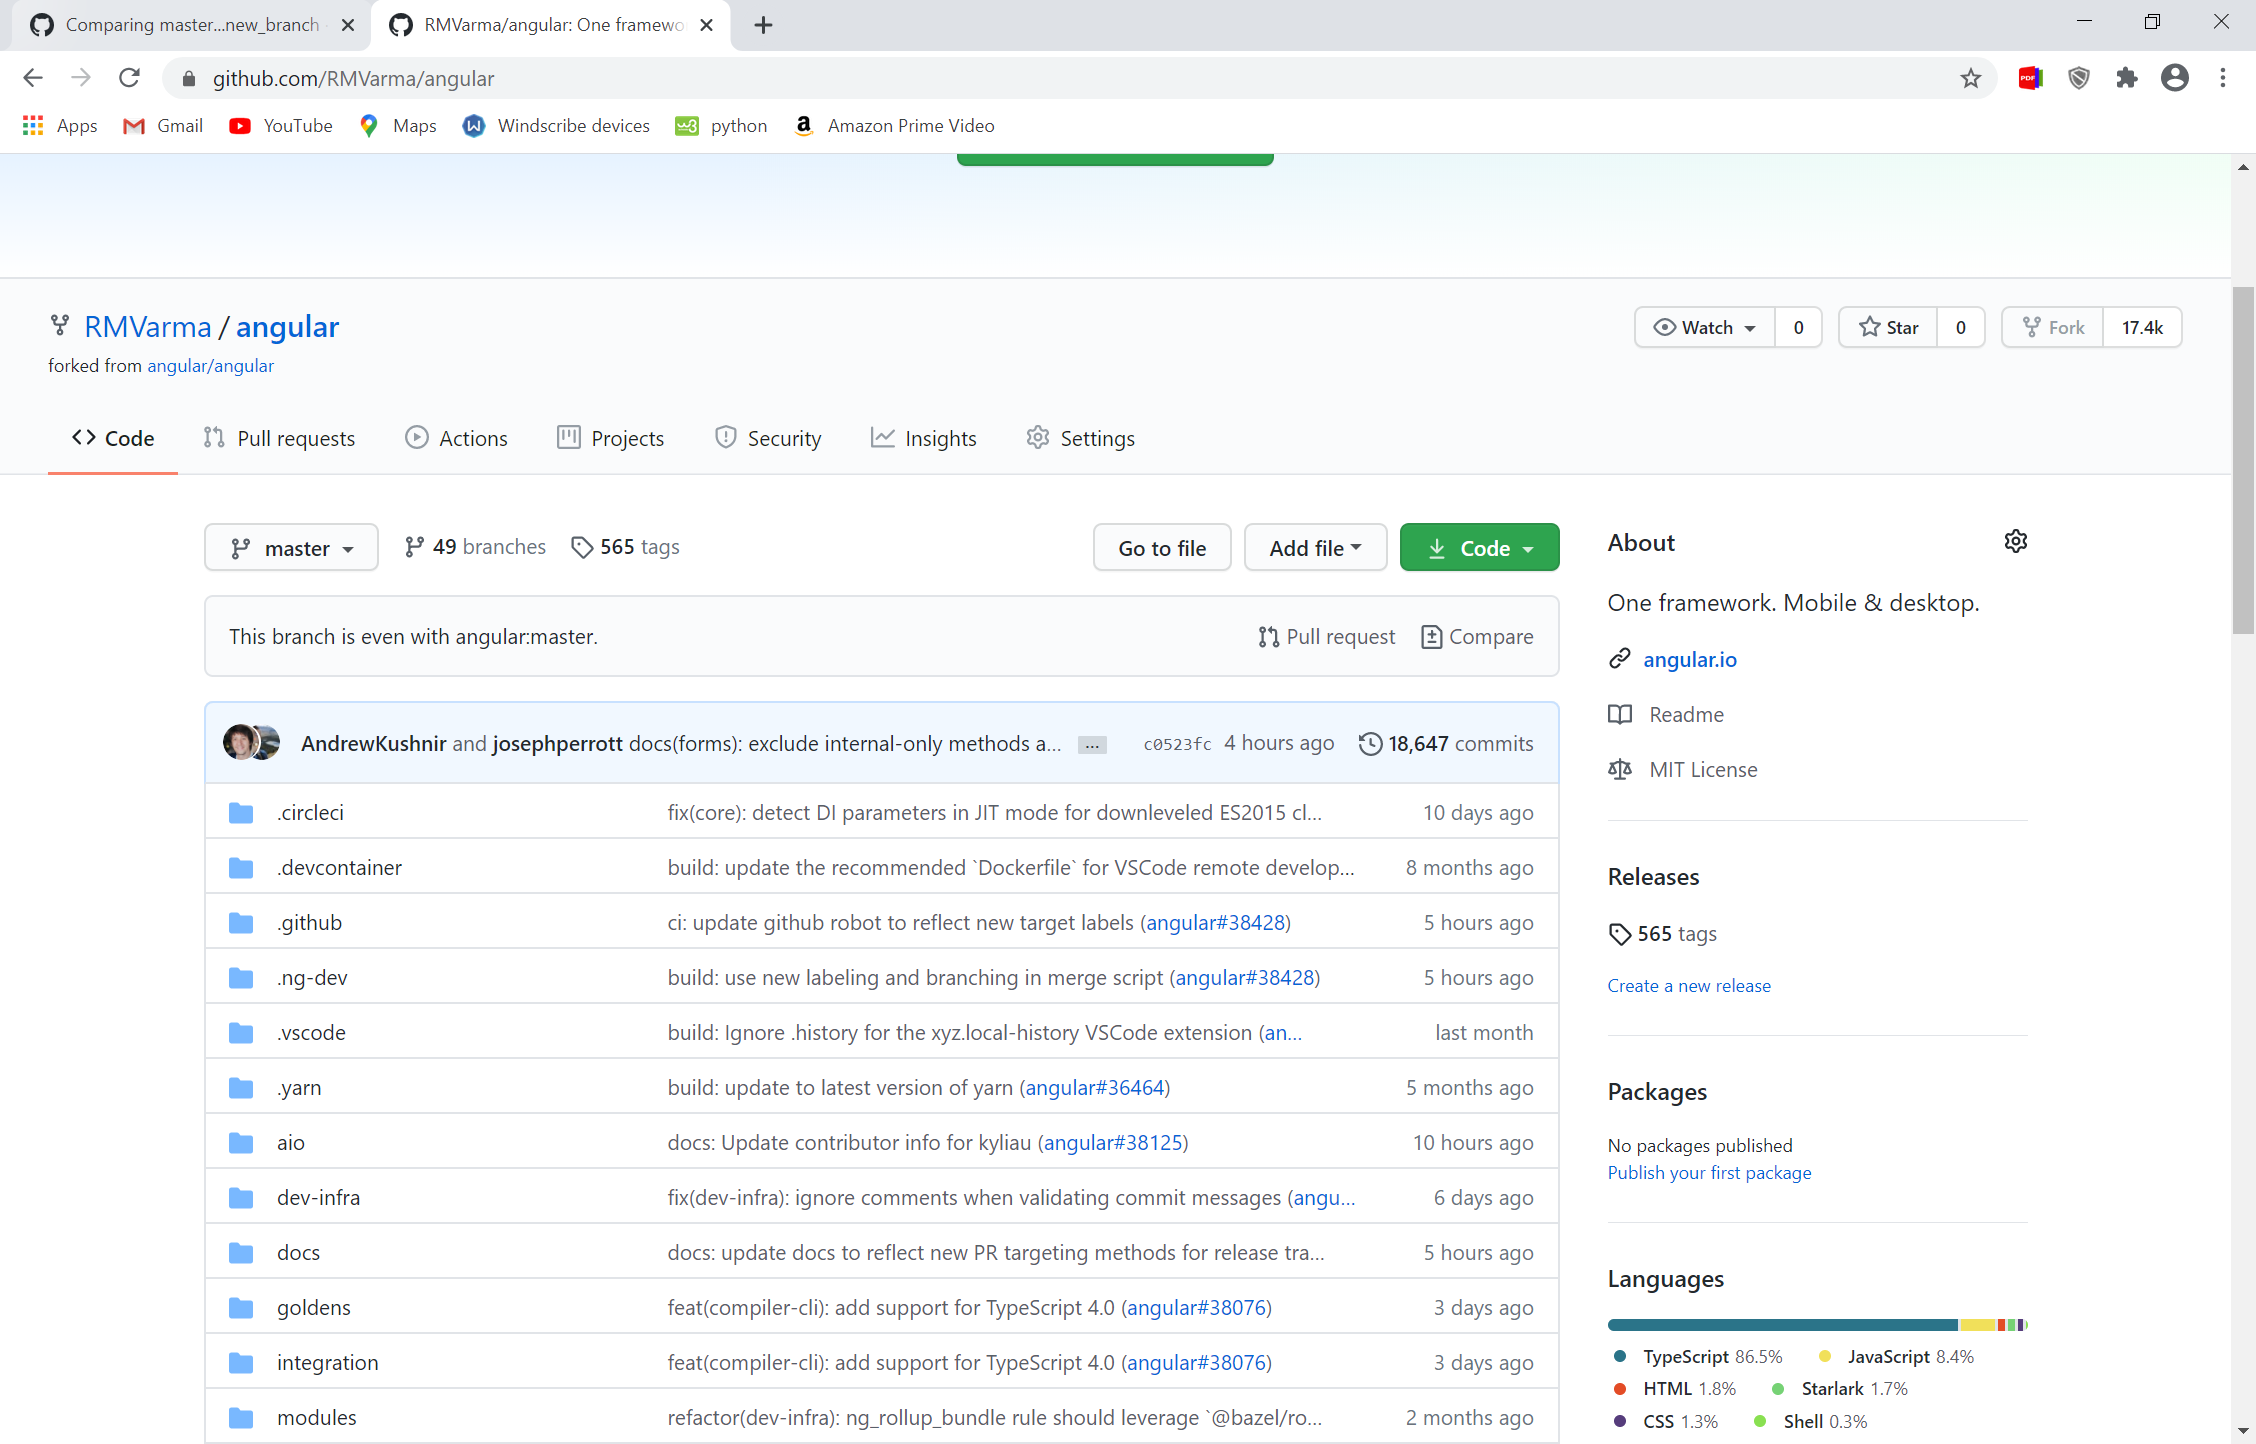 Comparing master...new_branch
RMVarma/angular: One framewo
github.com/RMVarma/angular
PDF
Apps Gmail YouTube Maps Windscribe devices python Amazon Prime Video
RMVarma / angular
Watch 0 Star 0 Fork 17.4k
forked from angular/angular
Code Pull requests Actions Projects Security Insights Settings
master 49 branches 565 tags Go to file Add file Code
This branch is even with angular:master. Pull request Compare
AndrewKushnir and josephperrott docs(forms): exclude internal-only methods a... ... c0523fc 4 hours ago 18,647 commits
.circleci fix(core): detect DI parameters in JIT mode for downleveled ES2015 cl... 10 days ago
.devcontainer build: update the recommended `Dockerfile` for VSCode remote develop... 8 months ago
.github ci: update github robot to reflect new target labels (angular#38428) 5 hours ago
.ng-dev build: use new labeling and branching in merge script (angular#38428) 5 hours ago
.vscode build: Ignore .history for the xyz.local-history VSCode extension (an... last month
.yarn build: update to latest version of yarn (angular#36464) 5 months ago
aio docs: Update contributor info for kyliau (angular#38125) 10 hours ago
dev-infra fix(dev-infra): ignore comments when validating commit messages (angu... 6 days ago
docs docs: update docs to reflect new PR targeting methods for release tra... 5 hours ago
goldens feat(compiler-cli): add support for TypeScript 4.0 (angular#38076) 3 days ago
integration feat(compiler-cli): add support for TypeScript 4.0 (angular#38076) 3 days ago
modules refactor(dev-infra): ng_rollup_bundle rule should leverage `@bazel/ro... 2 months ago
About
One framework. Mobile & desktop.
angular.io
Readme
MIT License
Releases
565 tags
Create a new release
Packages
No packages published
Publish your first package
Languages
TypeScript 86.5% JavaScript 8.4%
HTML 1.8% Starlark 1.7%
CSS 1.3% Shell 0.3%